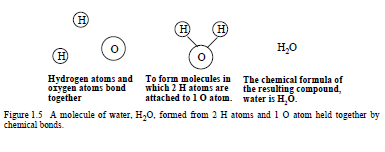 H
H
O
H H
O
H₂O
Hydrogen atoms and
oxygen atoms bond
together
To form molecules in
which 2 H atoms are
attached to 1 O atom.
The chemical formula of
the resulting compound,
water is H₂O.
Figure 1.5 A molecule of water, H₂O, formed from 2 H atoms and 1 O atom held together by
chemical bonds.